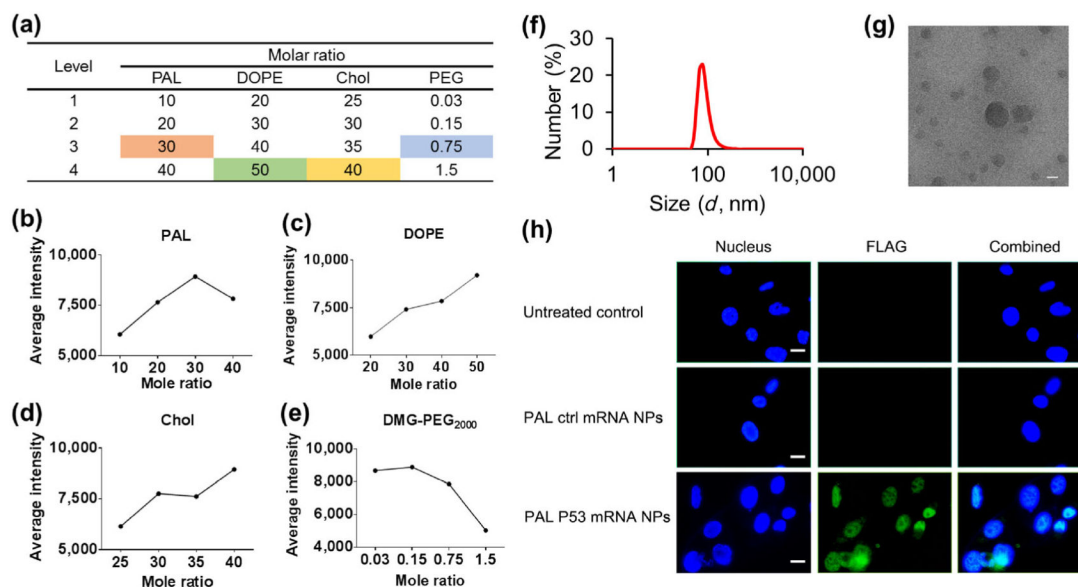 (a)
Level Molar ratio
PAL DOPE Chol PEG
1 10 20 25 0.03
2 20 30 30 0.15
3 30 40 35 0.75
4 40 50 40 1.5
(b)
PAL
Average intensity
10,000
7,500
5,000
10 20 30 40
Mole ratio
(c)
DOPE
Average intensity
10,000
7,500
5,000
20 30 40 50
Mole ratio
(d)
Chol
Average intensity
10,000
7,500
5,000
25 30 35 40
Mole ratio
(e)
DMG-PEG2000
Average intensity
10,000
8,000
6,000
4,000
0.03 0.15 0.75 1.5
Mole ratio
(f)
Number (%)
30
20
10
0
1 100 10,000
Size (d, nm)
(g)
(h)
Nucleus FLAG Combined
Untreated control
PAL ctrl mRNA NPs
PAL P53 mRNA NPs